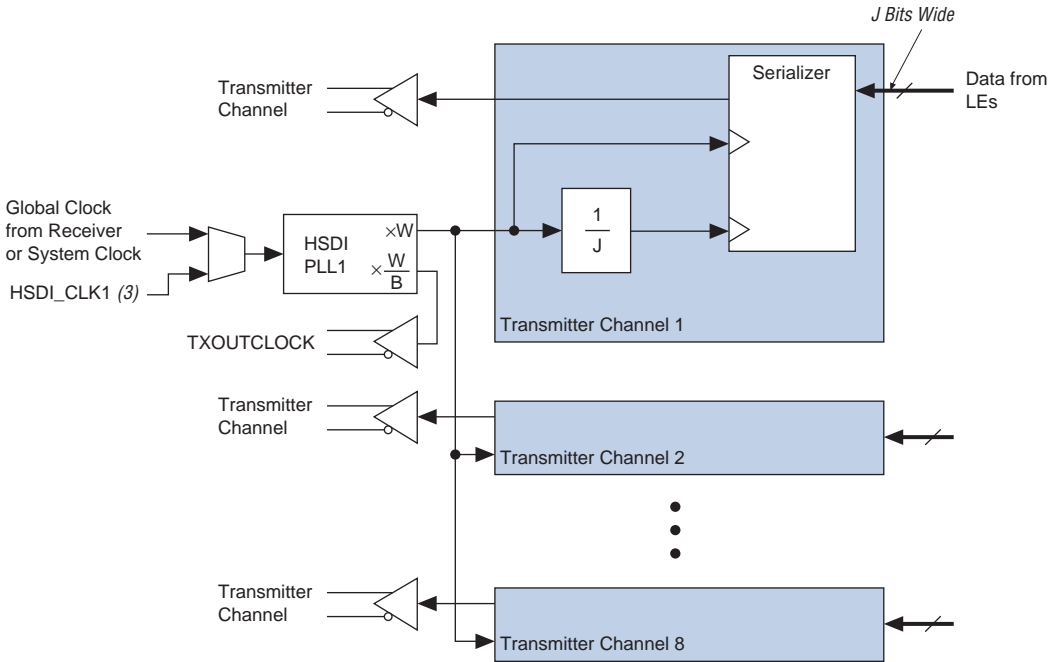 J Bits Wide
Transmitter
Channel
Serializer
Data from
LEs
Global Clock
from Receiver
or System Clock
HSDI_CLK1 (3)
HSDI
PLL1
×W
×W/B
1/J
Transmitter Channel 1
TXOUTCLOCK
Transmitter
Channel
Transmitter Channel 2
Transmitter
Channel
Transmitter Channel 8